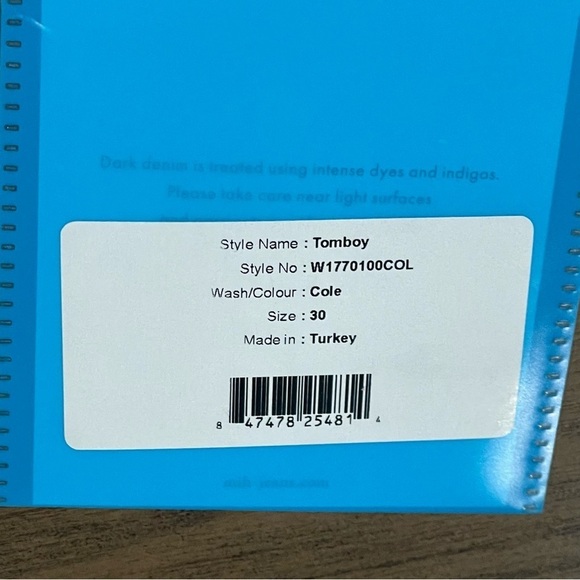 Dark denim is treated using intense dyes and indigos.
Please take care near light surfaces
Style Name : Tomboy
Style No : W1770100COL
Wash/Colour : Cole
Size : 30
Made in : Turkey
8 47478 25481 4